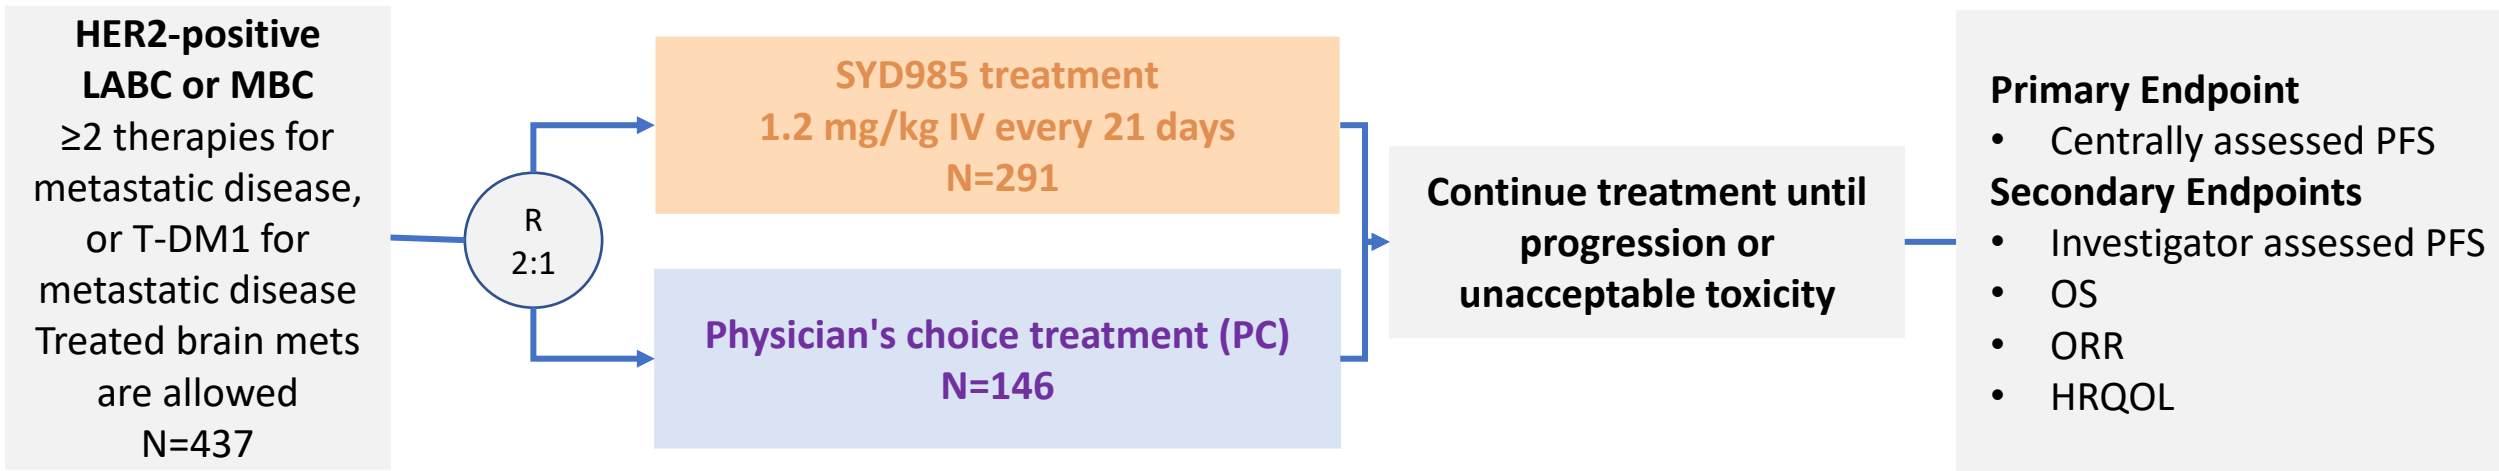 HER2-positive
LABC or MBC
≥2 therapies for
metastatic disease,
or T-DM1 for
metastatic disease
Treated brain mets
are allowed
N=437
R
2:1
SYD985 treatment
1.2 mg/kg IV every 21 days
N=291
Physician's choice treatment (PC)
N=146
Continue treatment until
progression or
unacceptable toxicity
Primary Endpoint
• Centrally assessed PFS
Secondary Endpoints
• Investigator assessed PFS
• OS
• ORR
• HRQOL